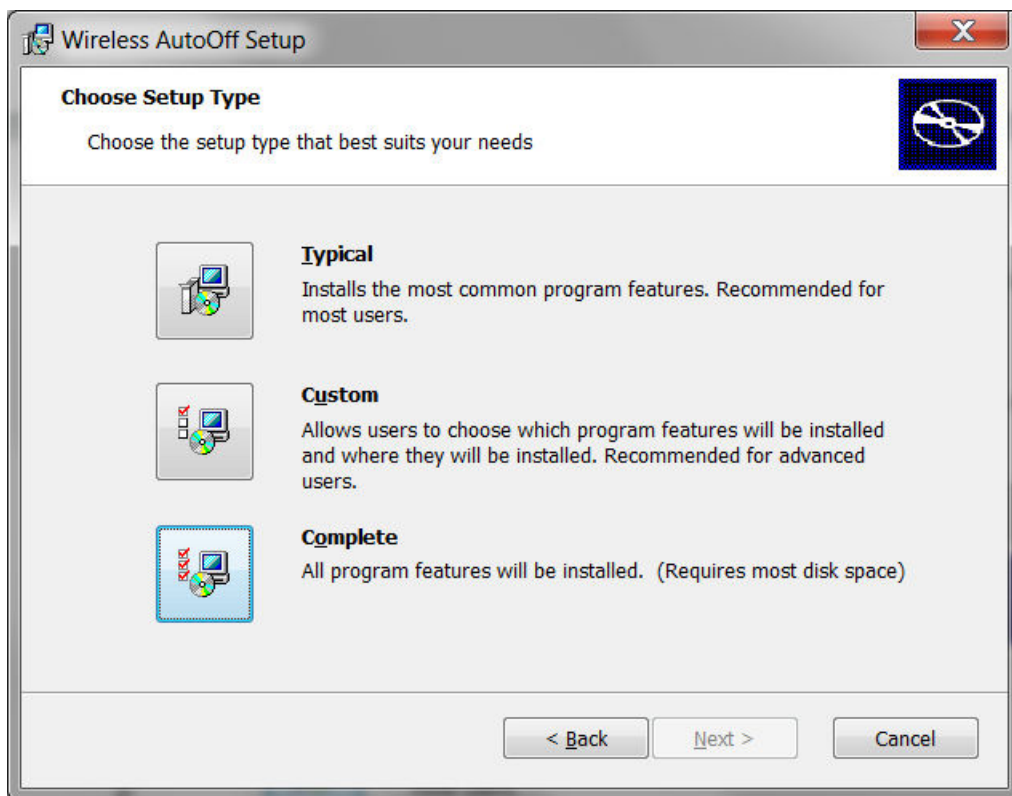 Wireless AutoOff Setup
Choose Setup Type
Choose the setup type that best suits your needs
Typical
Installs the most common program features. Recommended for
most users.
Custom
Allows users to choose which program features will be installed
and where they will be installed. Recommended for advanced
users.
Complete
All program features will be installed.  (Requires most disk space)
< Back
Next >
Cancel